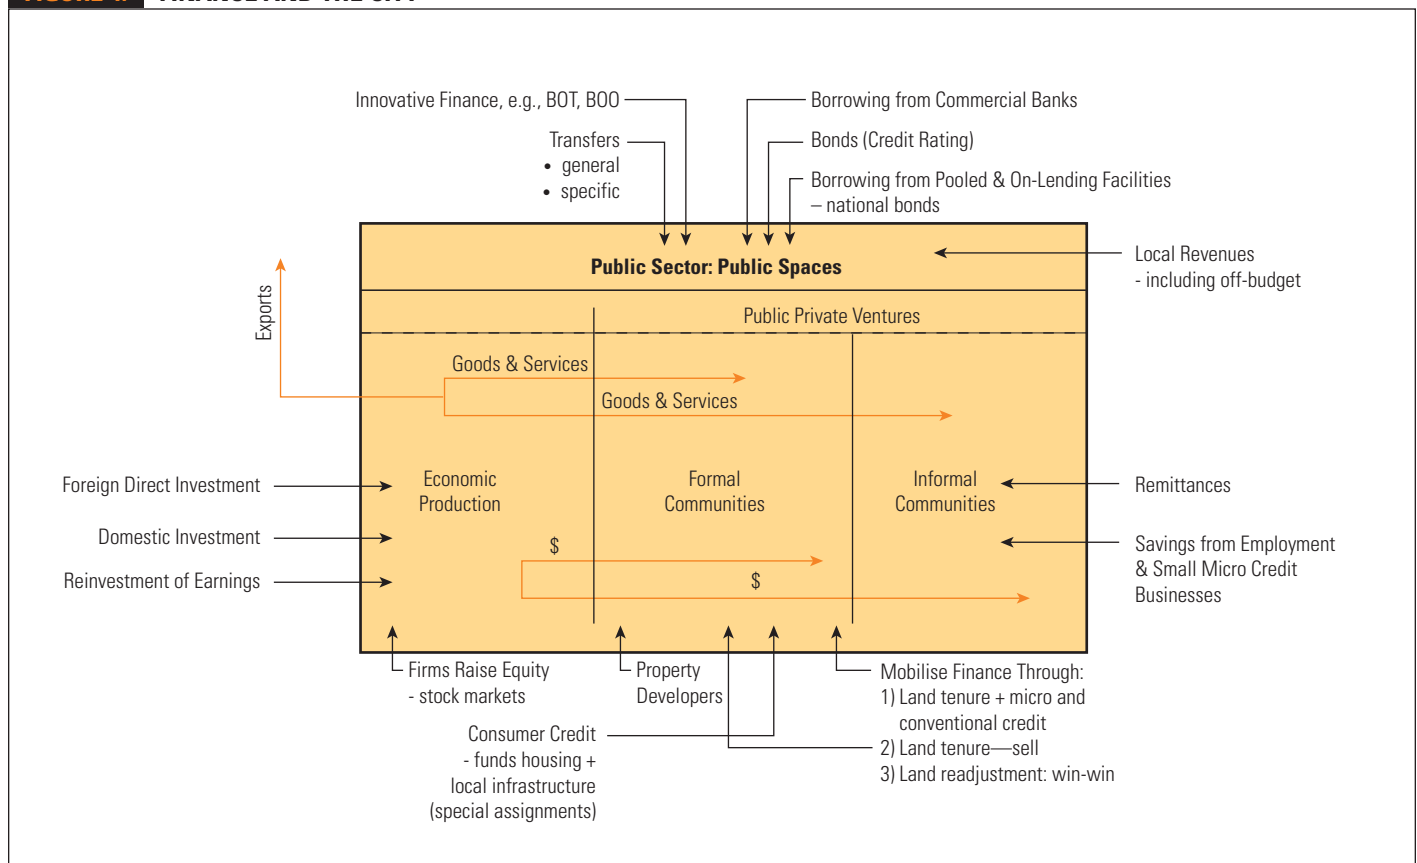 Innovative Finance, e.g., BOT, BOO
Transfers
• general
• specific
Borrowing from Commercial Banks
Bonds (Credit Rating)
Borrowing from Pooled & On-Lending Facilities
– national bonds
Public Sector: Public Spaces
Local Revenues
- including off-budget
Exports
Public Private Ventures
Goods & Services
Goods & Services
Foreign Direct Investment
Domestic Investment
Reinvestment of Earnings
Economic
Production
Formal
Communities
Informal
Communities
Remittances
Savings from Employment
& Small Micro Credit
Businesses
$
$
Firms Raise Equity
- stock markets
Property
Developers
Consumer Credit
- funds housing +
local infrastructure
(special assignments)
Mobilise Finance Through:
1) Land tenure + micro and
conventional credit
2) Land tenure—sell
3) Land readjustment: win-win